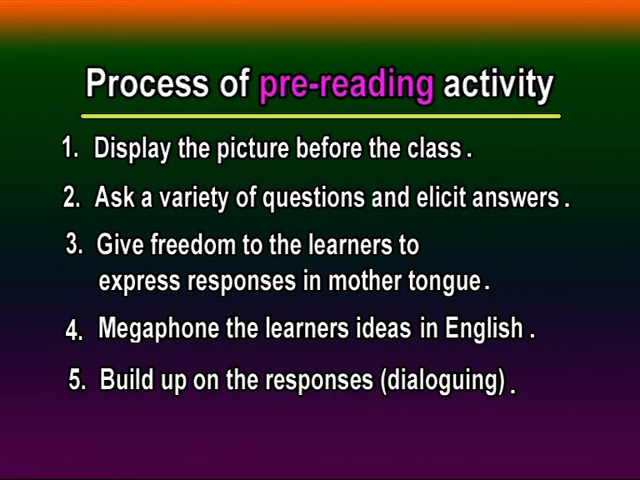 Process of pre-reading activity
1. Display the picture before the class .
2. Ask a variety of questions and elicit answers .
3. Give freedom to the learners to
express responses in mother tongue .
4. Megaphone the learners ideas in English .
5. Build up on the responses (dialoguing) .